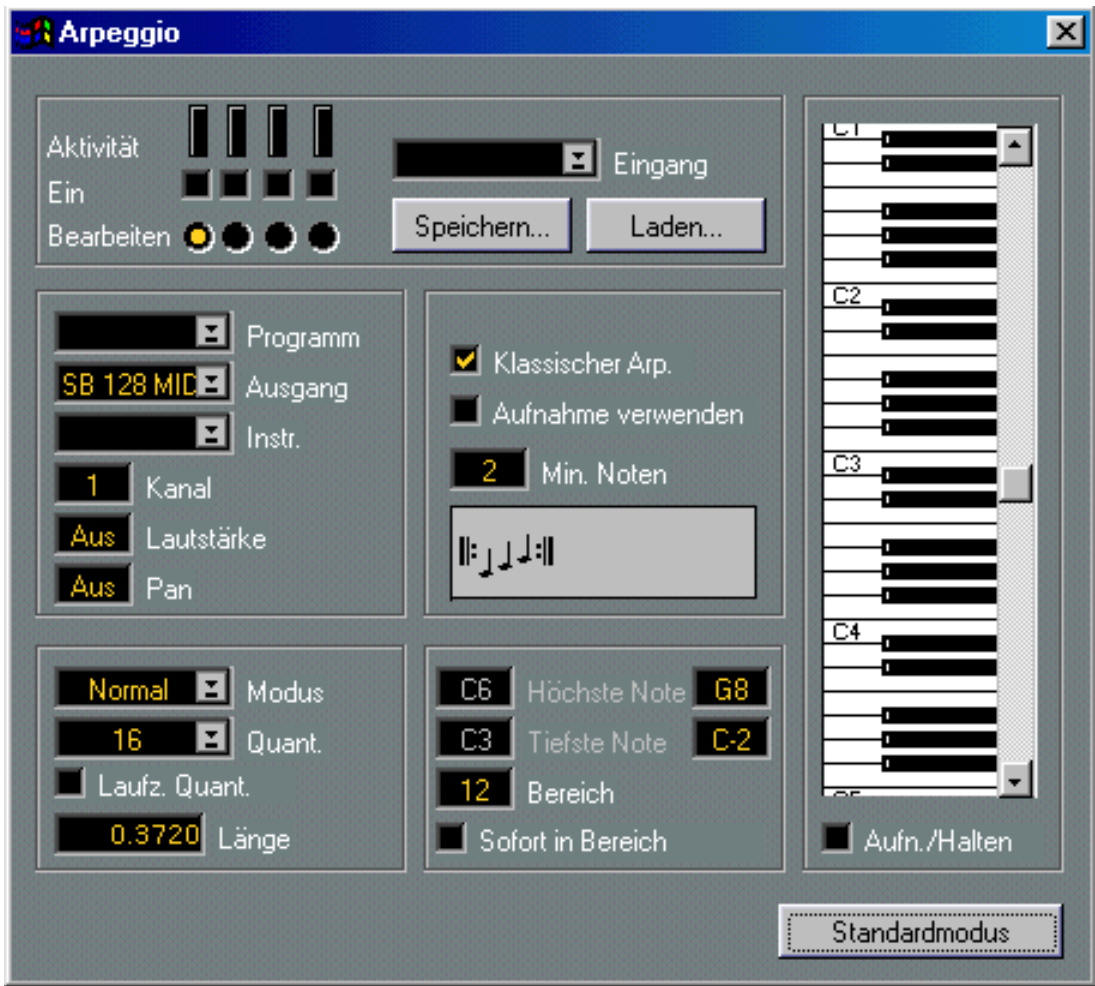 Arpeggio
Aktivität
Ein
Bearbeiten
Eingang
Speichern...
Laden...
Programm
SB 128 MID
Ausgang
Instr.
1 Kanal
Aus Lautstärke
Aus Pan
Klassischer Arp.
Aufnahme verwenden
2 Min. Noten
Normal Modus
16 Quant.
Laufz. Quant.
0.3720 Länge
C6 Höchste Note G8
C3 Tiefste Note C-2
12 Bereich
Sofort in Bereich
C1
C2
C3
C4
C5
Aufn./Halten
Standardmodus